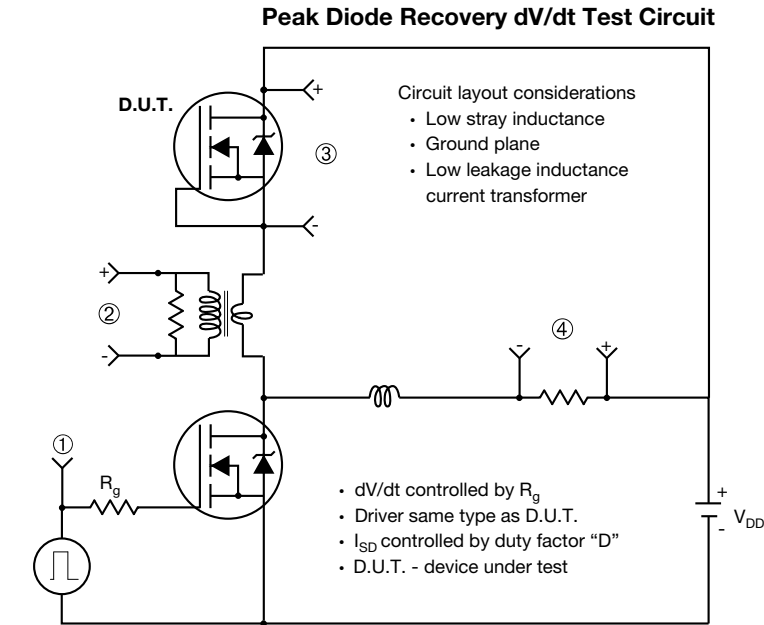 Peak Diode Recovery dV/dt Test Circuit
D.U.T.
+
Circuit layout considerations
• Low stray inductance
• Ground plane
• Low leakage inductance
current transformer
③
-
+
②
-
④
-
+
①
Rg
• dV/dt controlled by Rg
• Driver same type as D.U.T.
• ISD controlled by duty factor “D”
• D.U.T. - device under test
+
VDD
-